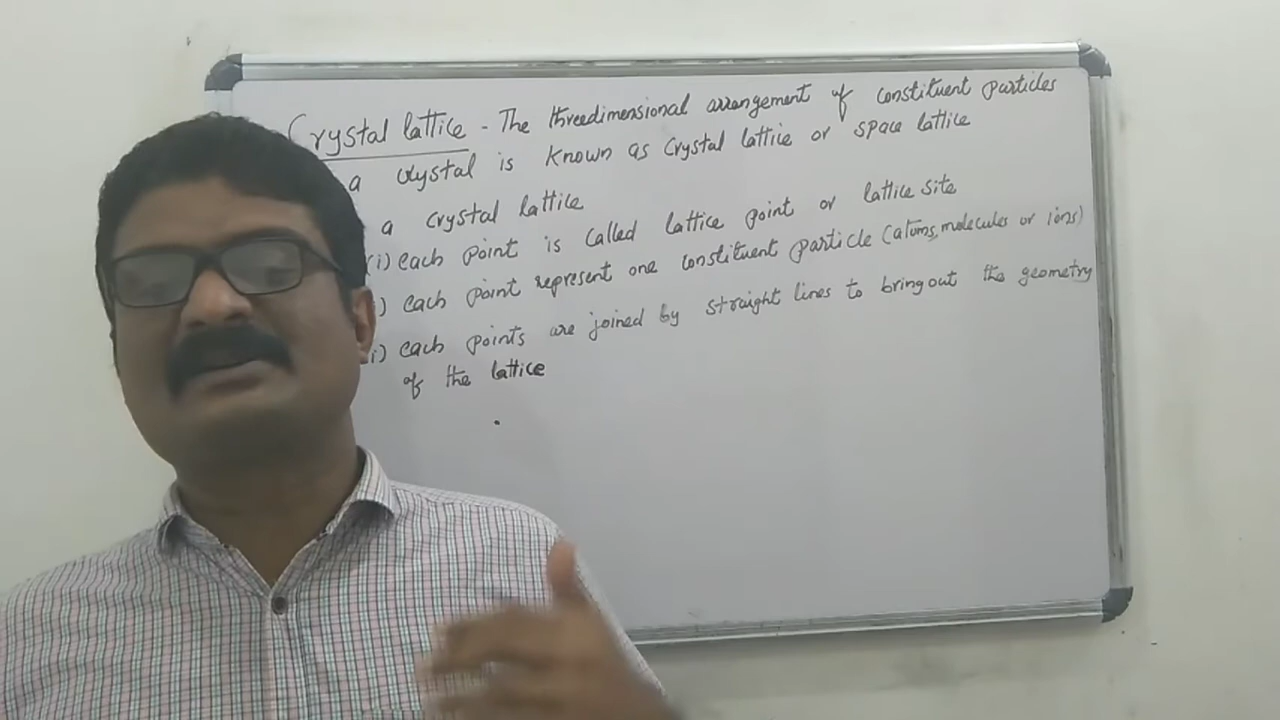 Crystal lattice - The threedimensional arrangement of constituent particles
a crystal is known as crystal lattice or space lattice
a crystal lattice
(i) each point is called lattice point or lattice site
i) each point represent one constituent particle (atoms, molecules or ions)
i) each points are joined by straight lines to bringout the geometry
of the lattice